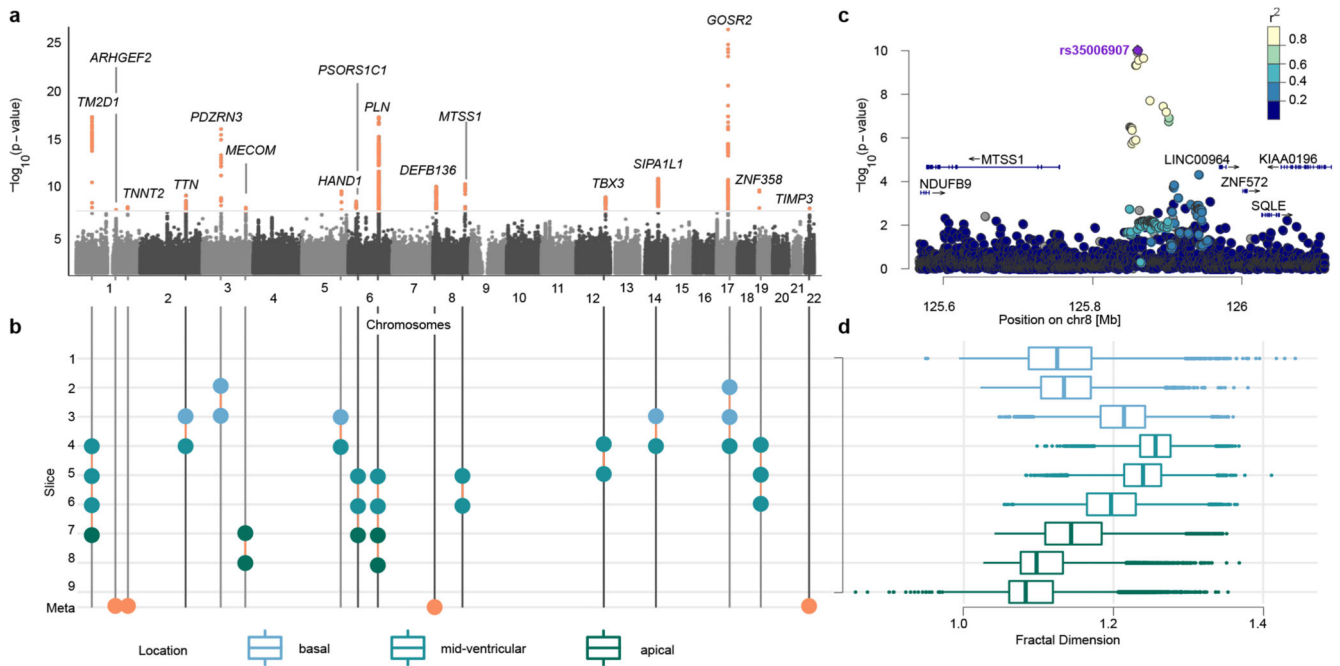 a
GOSR2
25
ARHGEF2
PSORS1C1
20
TM2D1
PDZRN3
PLN
MTSS1
MECOM
15
−log10(p−value)
DEFB136
SIPA1L1
TNNT2
TTN
HAND1
TBX3
ZNF358
TIMP3
10
5
1 2 3 4 5 6 7 8 9 10 11 12 13 14 15 16 17 18 19 20 21 22
Chromosomes
b
1
2
3
4
5
6
7
8
9
Meta
Slice
Location
basal
mid-ventricular
apical
c
r2
0.8
0.6
0.4
0.2
rs35006907
10
8
6
4
2
0
−log10(p−value)
MTSS1
LINC00964
KIAA0196
NDUFB9
ZNF572
SQLE
125.6 125.8 126
Position on chr8 [Mb]
d
1.0 1.2 1.4
Fractal Dimension